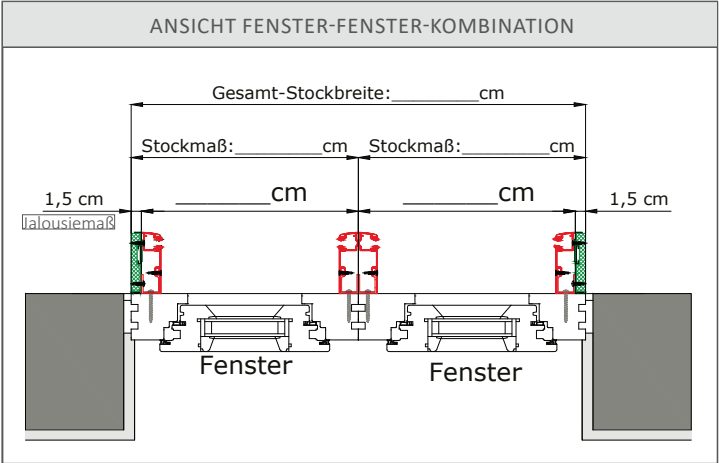 ANSICHT FENSTER-FENSTER-KOMBINATION
Gesamt-Stockbreite:________cm
Stockmaß:________cm Stockmaß:________cm
1,5 cm ________cm ________cm 1,5 cm
Jalousiemaß
Fenster Fenster